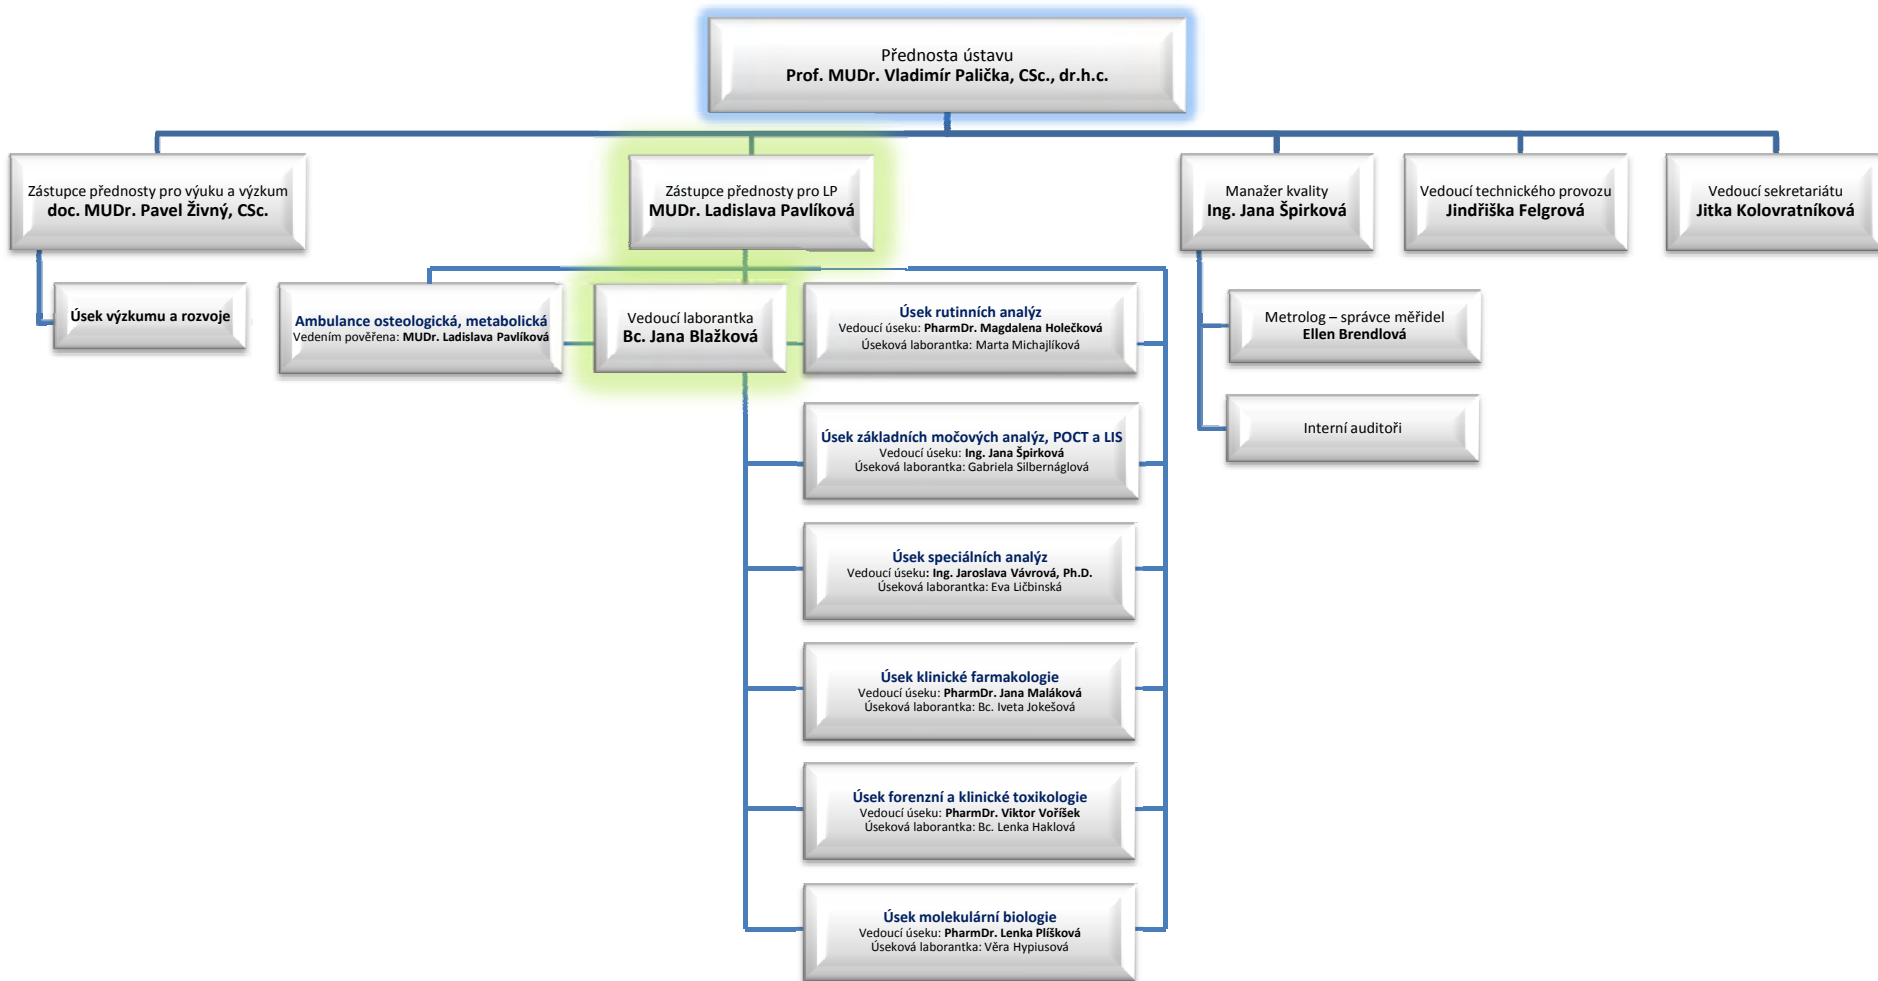 Přednosta ústavu
Prof. MUDr. Vladimír Palička, CSc., dr.h.c.
Zástupce přednosty pro výuku a výzkum
doc. MUDr. Pavel Živný, CSc.
Zástupce přednosty pro LP
MUDr. Ladislava Pavlíková
Manažer kvality
Ing. Jana Špirková
Vedoucí technického provozu
Jindřiška Felgrová
Vedoucí sekretariátu
Jitka Kolovratníková
Úsek výzkumu a rozvoje
Ambulance osteologická, metabolická
Vedením pověřena: MUDr. Ladislava Pavlíková
Vedoucí laborantka
Bc. Jana Blažková
Úsek rutinních analýz
Vedoucí úseku: PharmDr. Magdalena Holečková
Úseková laborantka: Marta Michajlíková
Metrolog – správce měřidel
Ellen Brendlová
Interní auditoři
Úsek základních močových analýz, POCT a LIS
Vedoucí úseku: Ing. Jana Špirková
Úseková laborantka: Gabriela Silbernáglová
Úsek speciálních analýz
Vedoucí úseku: Ing. Jaroslava Vávrová, Ph.D.
Úseková laborantka: Eva Ličbinská
Úsek klinické farmakologie
Vedoucí úseku: PharmDr. Jana Maláková
Úseková laborantka: Bc. Iveta Jokešová
Úsek forenzní a klinické toxikologie
Vedoucí úseku: PharmDr. Viktor Voříšek
Úseková laborantka: Bc. Lenka Haklová
Úsek molekulární biologie
Vedoucí úseku: PharmDr. Lenka Plíšková
Úseková laborantka: Věra Hypiusová